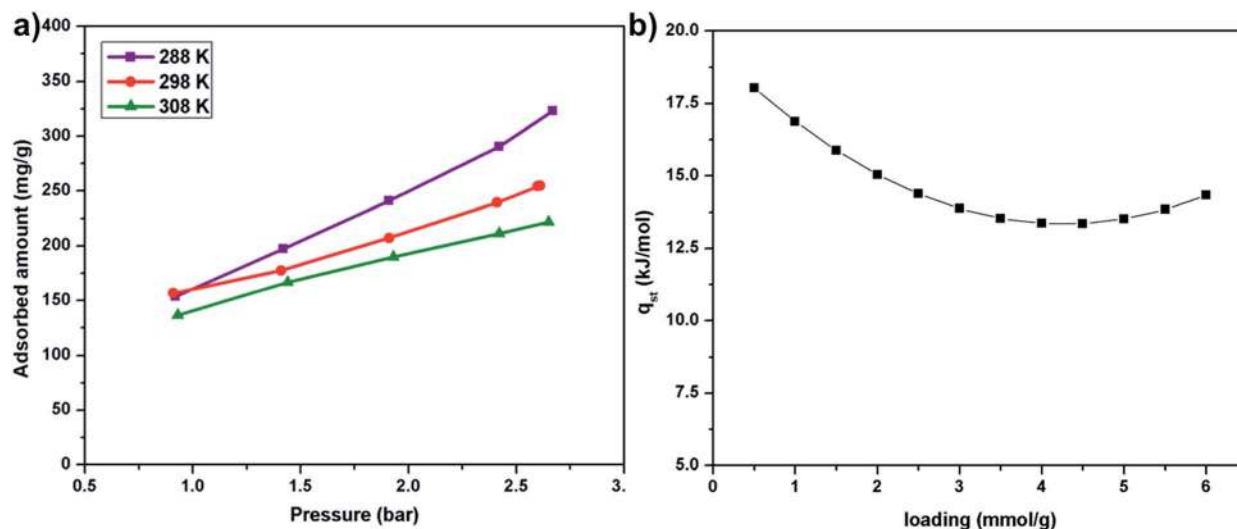 a)
288 K
298 K
308 K
400
350
300
250
200
150
100
50
0
0.5 1.0 1.5 2.0 2.5 3.
Adsorbed amount (mg/g)
Pressure (bar)
b)
20.0
17.5
15.0
12.5
10.0
7.5
5.0
0 1 2 3 4 5 6
qst (kJ/mol)
loading (mmol/g)